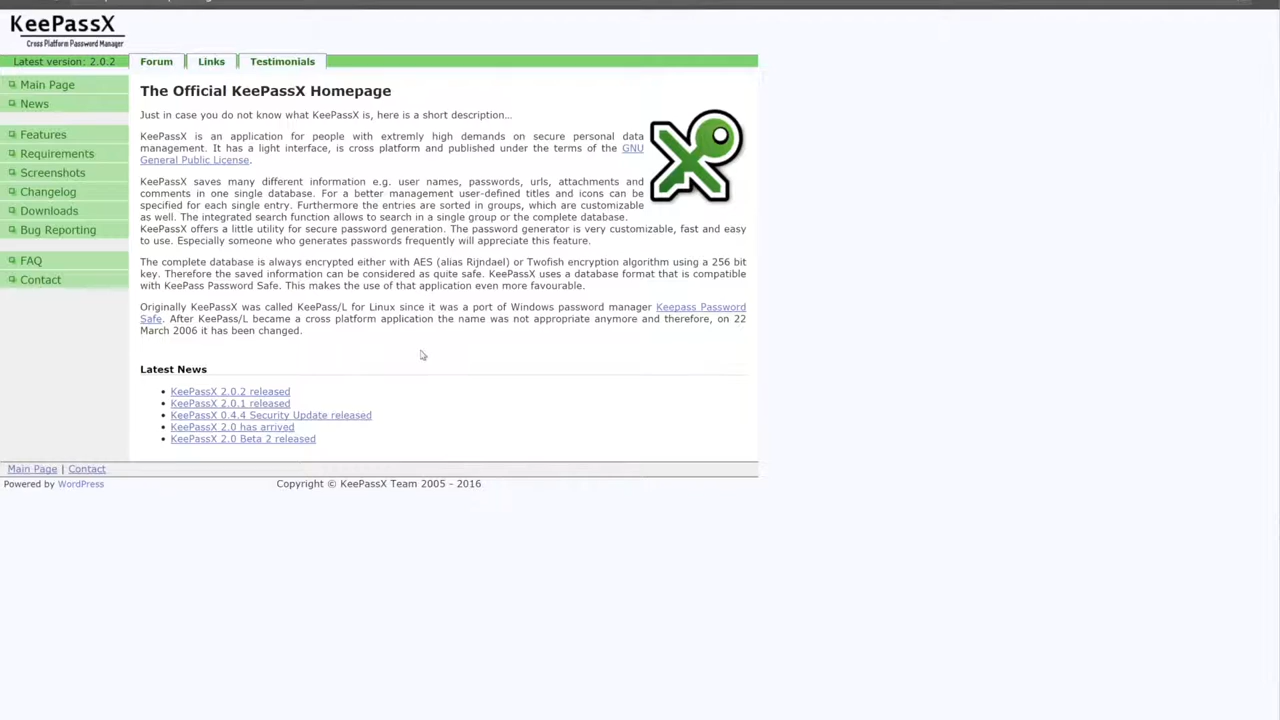 KeePassX
Cross Platform Password Manager
Latest version: 2.0.2
Forum
Links
Testimonials
Main Page
News
Features
Requirements
Screenshots
Changelog
Downloads
Bug Reporting
FAQ
Contact
The Official KeePassX Homepage
Just in case you do not know what KeePassX is, here is a short description...
KeePassX is an application for people with extremly high demands on secure personal data
management. It has a light interface, is cross platform and published under the terms of the GNU
General Public License.
KeePassX saves many different information e.g. user names, passwords, urls, attachments and
comments in one single database. For a better management user-defined titles and icons can be
specified for each single entry. Furthermore the entries are sorted in groups, which are customizable
as well. The integrated search function allows to search in a single group or the complete database.
KeePassX offers a little utility for secure password generation. The password generator is very customizable, fast and easy
to use. Especially someone who generates passwords frequently will appreciate this feature.
The complete database is always encrypted either with AES (alias Rijndael) or Twofish encryption algorithm using a 256 bit
key. Therefore the saved information can be considered as quite safe. KeePassX uses a database format that is compatible
with KeePass Password Safe. This makes the use of that application even more favourable.
Originally KeePassX was called KeePass/L for Linux since it was a port of Windows password manager Keepass Password
Safe. After KeePass/L became a cross platform application the name was not appropriate anymore and therefore, on 22
March 2006 it has been changed.
Latest News
KeePassX 2.0.2 released
KeePassX 2.0.1 released
KeePassX 0.4.4 Security Update released
KeePassX 2.0 has arrived
KeePassX 2.0 Beta 2 released
Main Page | Contact
Powered by WordPress
Copyright © KeePassX Team 2005 - 2016